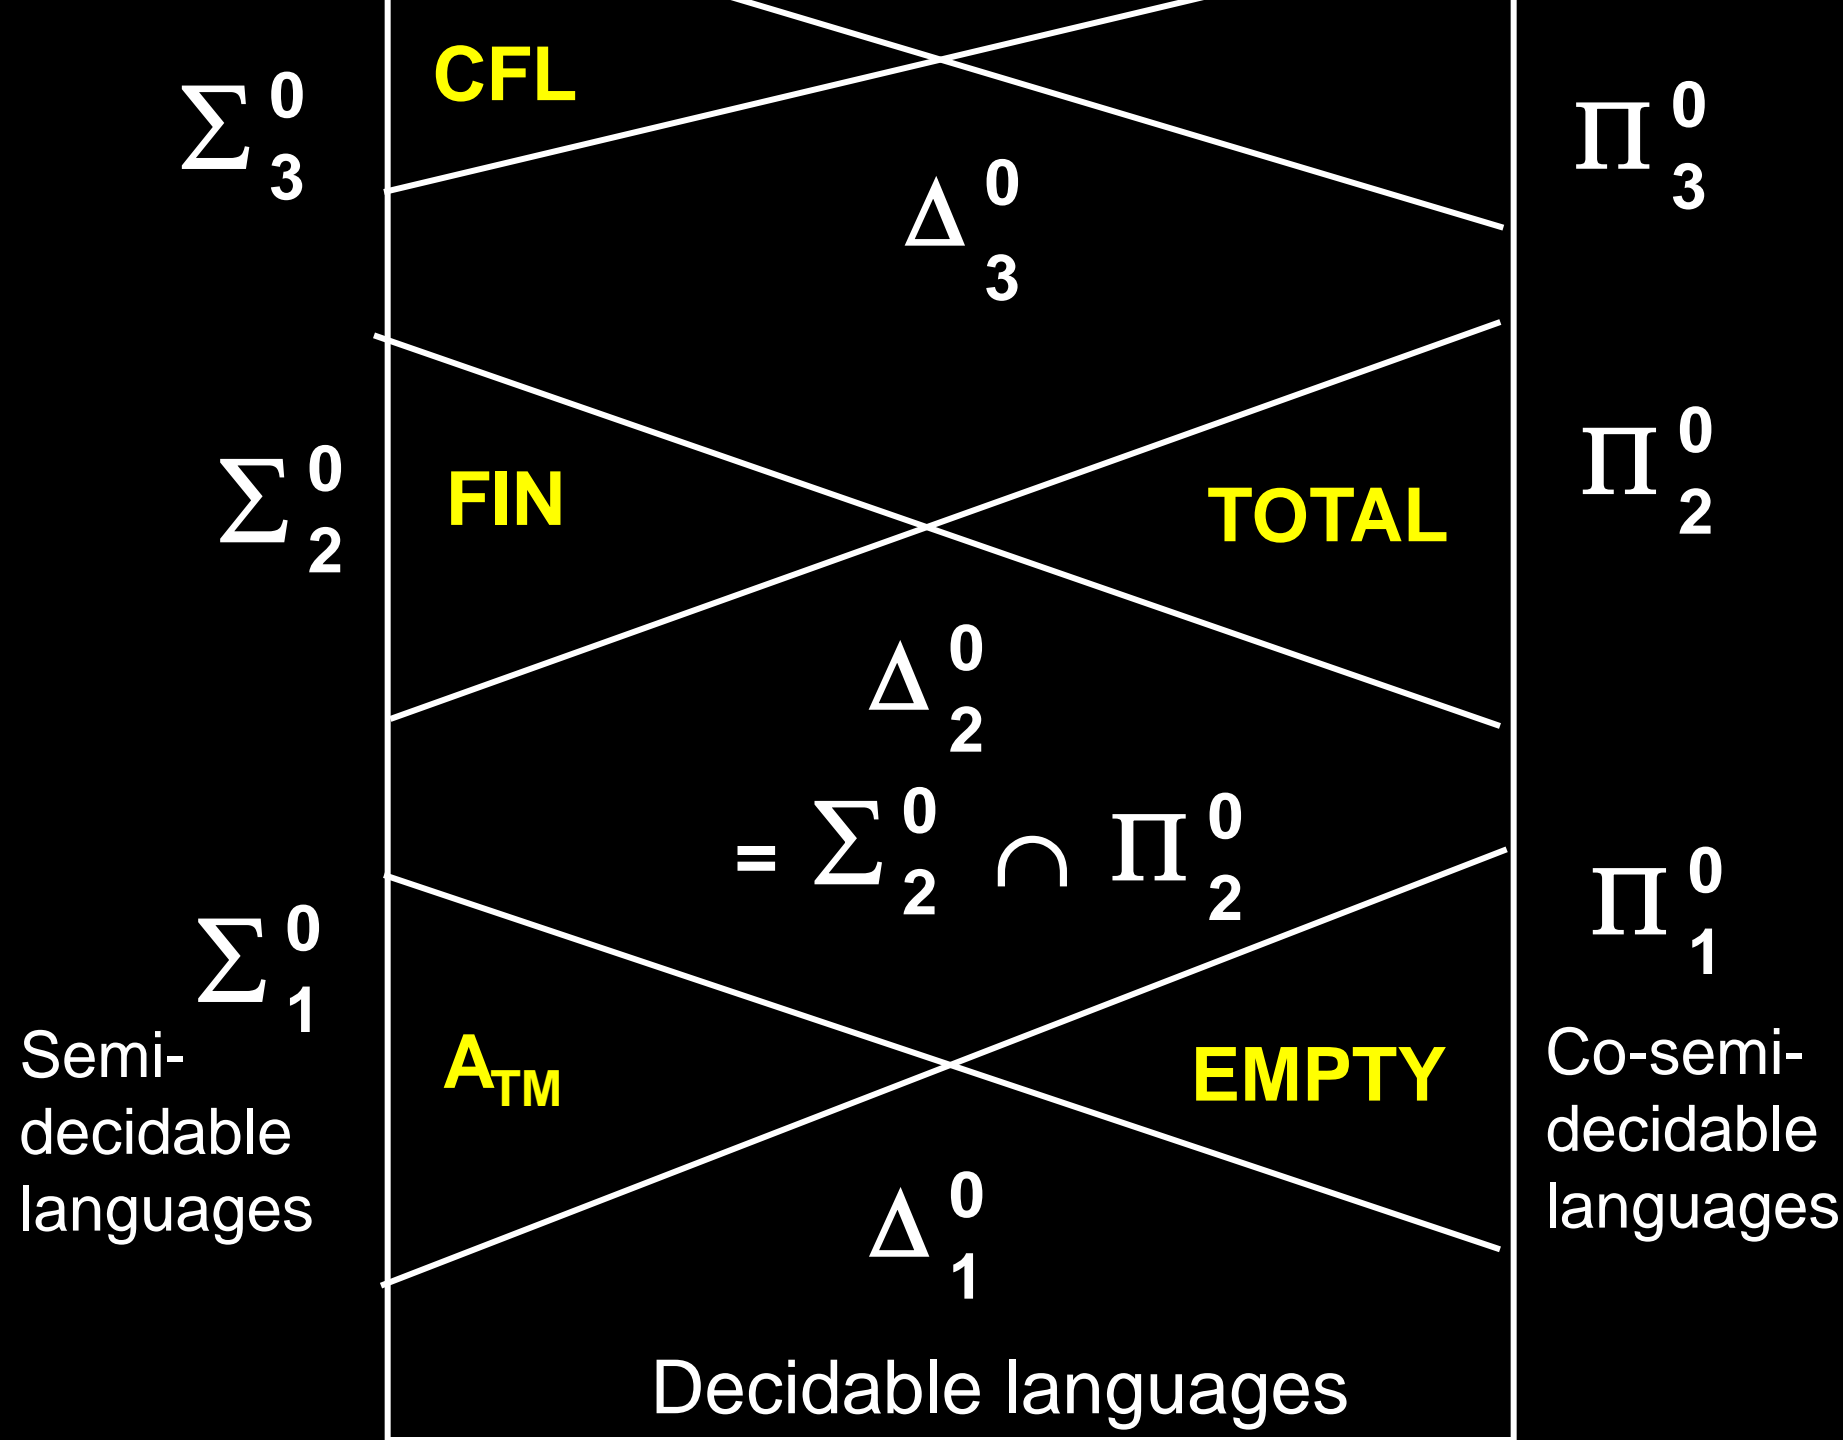 CFL
Σ⁰₃
Π⁰₃
Δ⁰₃
Σ⁰₂
FIN
TOTAL
Π⁰₂
Δ⁰₂
= Σ⁰₂ ∩ Π⁰₂
Σ⁰₁
Π⁰₁
Semi-
decidable
languages
A_TM
EMPTY
Co-semi-
decidable
languages
Δ⁰₁
Decidable languages